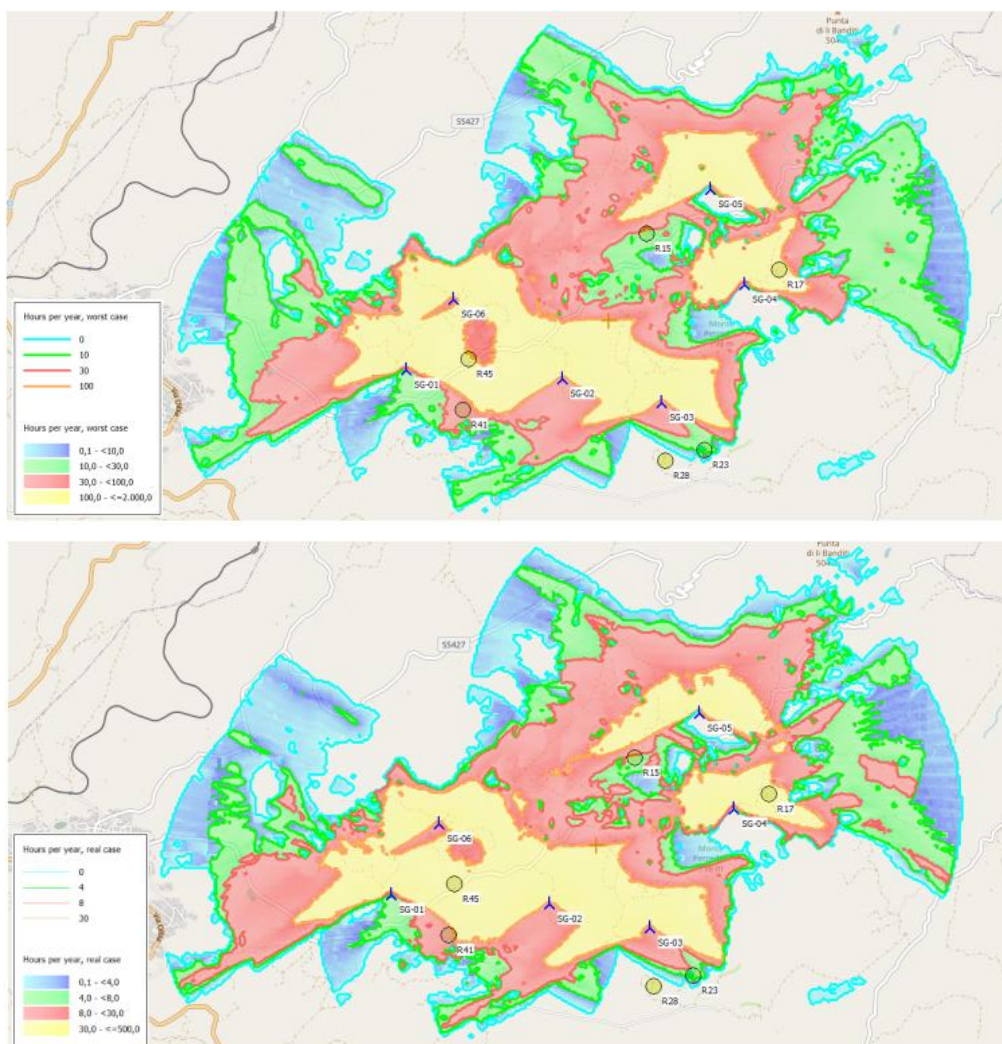 Punta
di li Banditi
SS427
SG-05
R15
R17
SG-04
Monte
SG-06
R45
SG-01
SG-02
SG-03
R41
R23
R28
Hours per year, worst case
0
10
30
100
Hours per year, worst case
0,1 - <10,0
10,0 - <30,0
30,0 - <100,0
100,0 - <=2.000,0
Punta
di li Banditi
SS427
SG-05
R15
R17
SG-04
SG-06
R45
SG-01
SG-02
SG-03
R41
R23
R28
Hours per year, real case
0
4
8
30
Hours per year, real case
0,1 - <4,0
4,0 - <8,0
8,0 - <30,0
30,0 - <=500,0